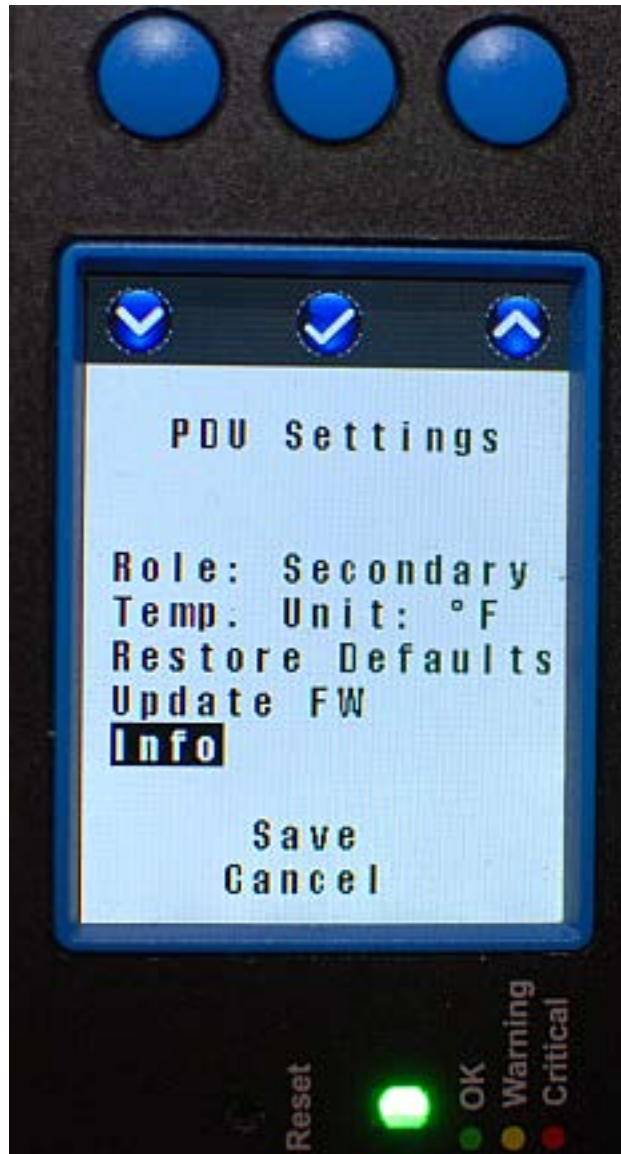 PDU Settings
Role: Secondary
Temp. Unit: °F
Restore Defaults
Update FW
Info
Save
Cancel
Reset
OK
Warning
Critical